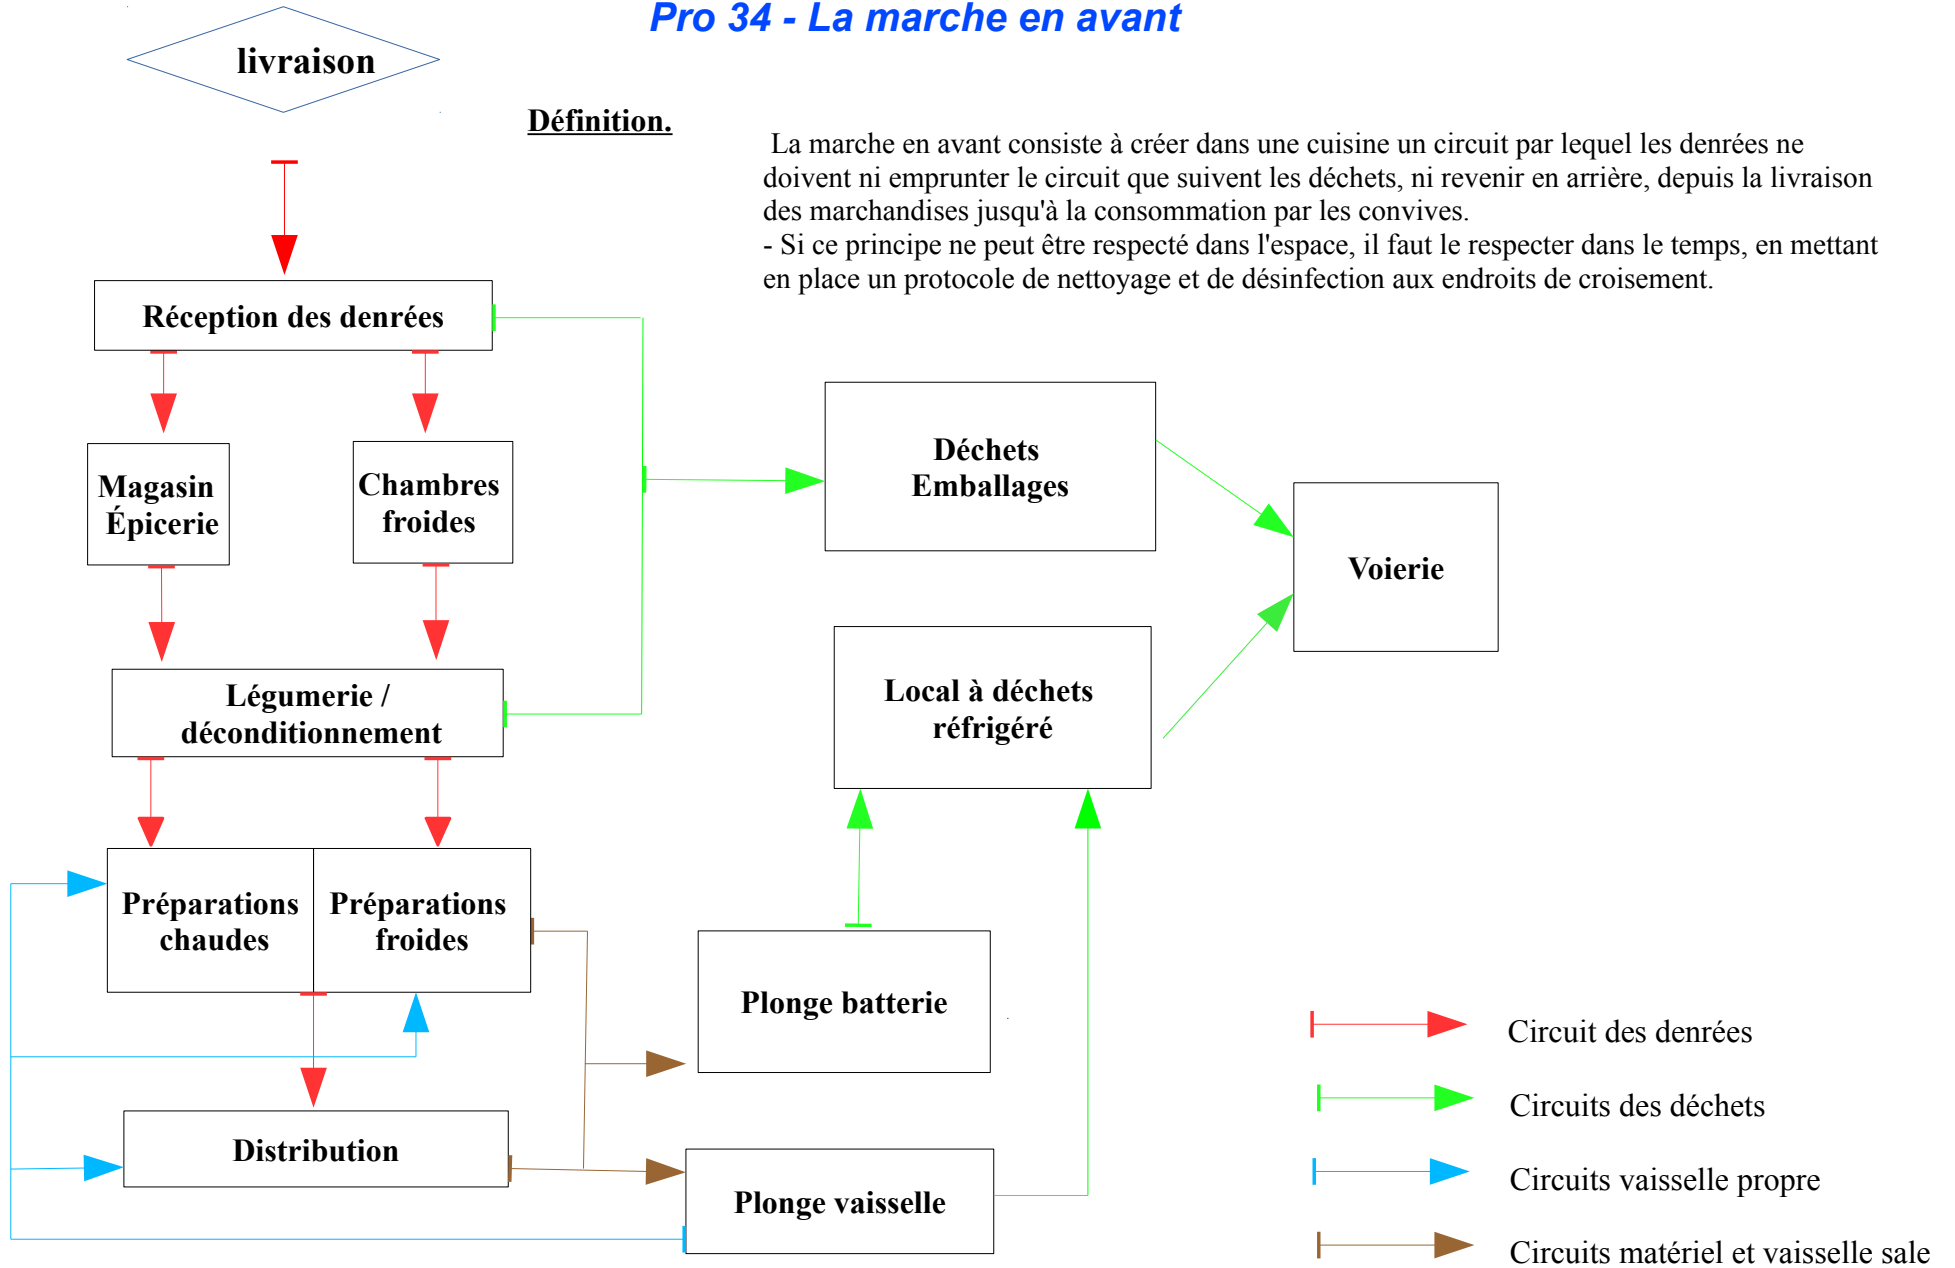 Pro 34 - La marche en avant
livraison
Définition.
La marche en avant consiste à créer dans une cuisine un circuit par lequel les denrées ne
doivent ni emprunter le circuit que suivent les déchets, ni revenir en arrière, depuis la livraison
des marchandises jusqu'à la consommation par les convives.
- Si ce principe ne peut être respecté dans l'espace, il faut le respecter dans le temps, en mettant
en place un protocole de nettoyage et de désinfection aux endroits de croisement.
Réception des denrées
Magasin
Épicerie
Chambres
froides
Déchets
Emballages
Voierie
Légumerie /
déconditionnement
Local à déchets
réfrigéré
Préparations
chaudes
Préparations
froides
Plonge batterie
Distribution
Plonge vaisselle
Circuit des denrées
Circuits des déchets
Circuits vaisselle propre
Circuits matériel et vaisselle sale